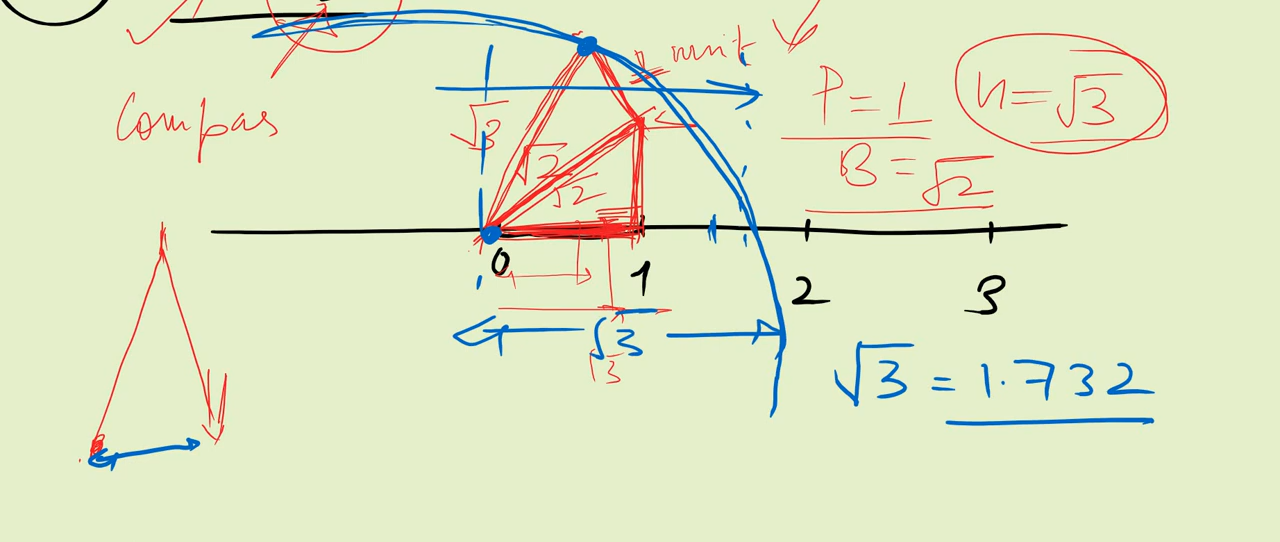 unit
P = 1
H = √3
Compas
√3
√2
√2
B = √2
0
1
2
3
√3
√3
√3 = 1.732